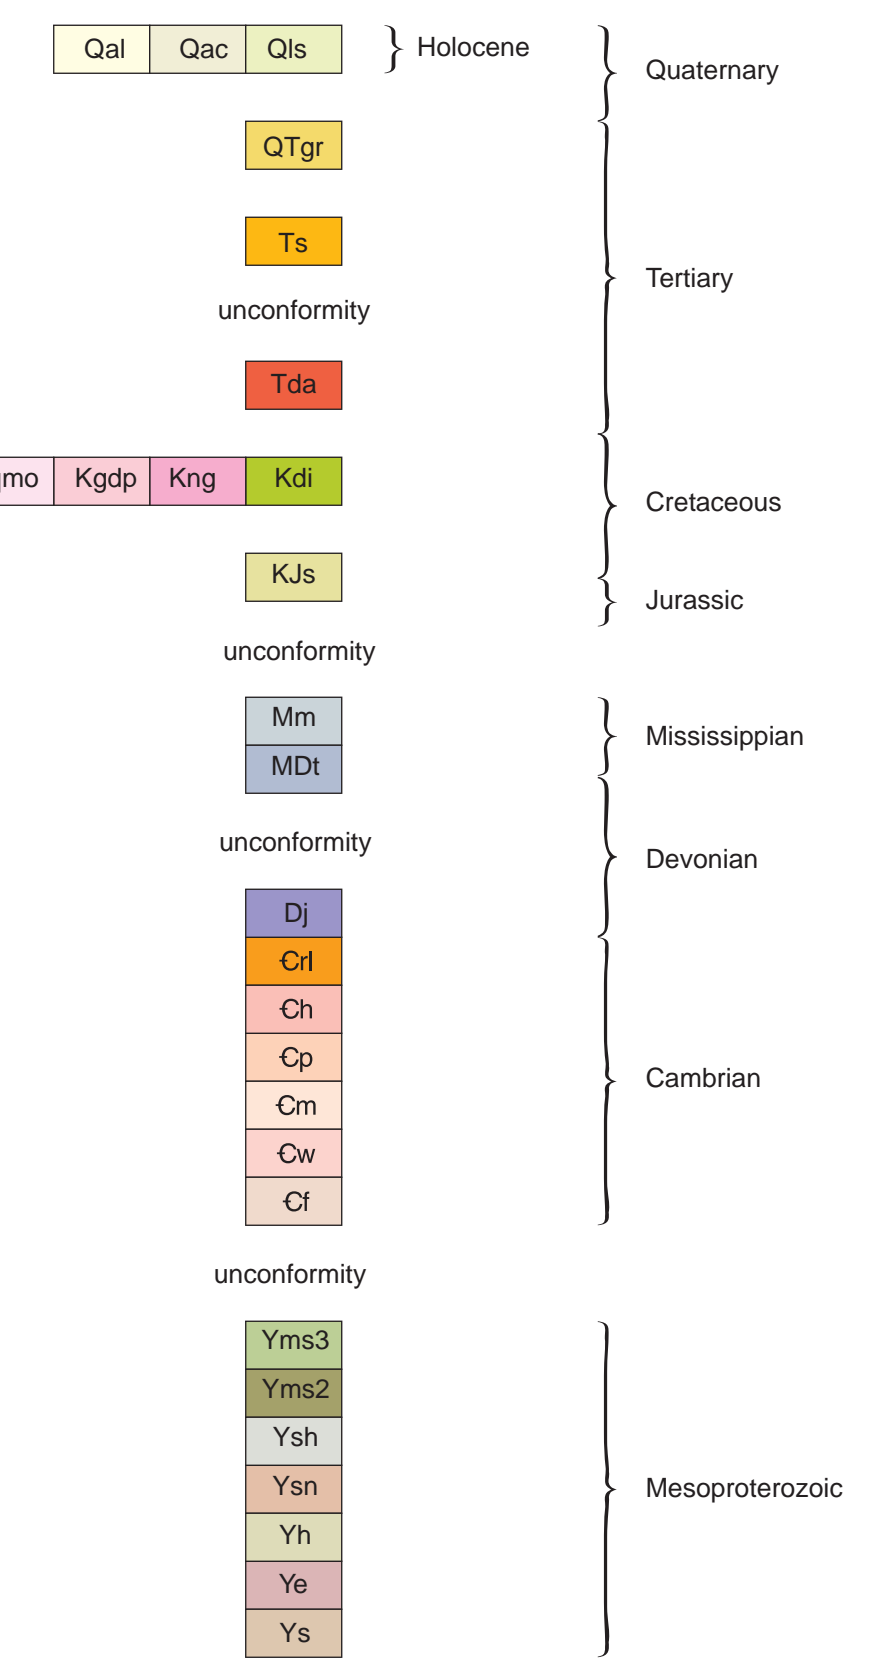 Qal Qac Qls Holocene
Quaternary
QTgr
Ts
Tertiary
unconformity
Tda
Kgdp Kng Kdi
Cretaceous
KJs
Jurassic
unconformity
Mm
Mississippian
MDt
unconformity
Devonian
Dj
Ꞓrl
Ꞓh
Ꞓp
Cambrian
Ꞓm
Ꞓw
Ꞓf
unconformity
Yms3
Yms2
Ysh
Ysn
Mesoproterozoic
Yh
Ye
Ys